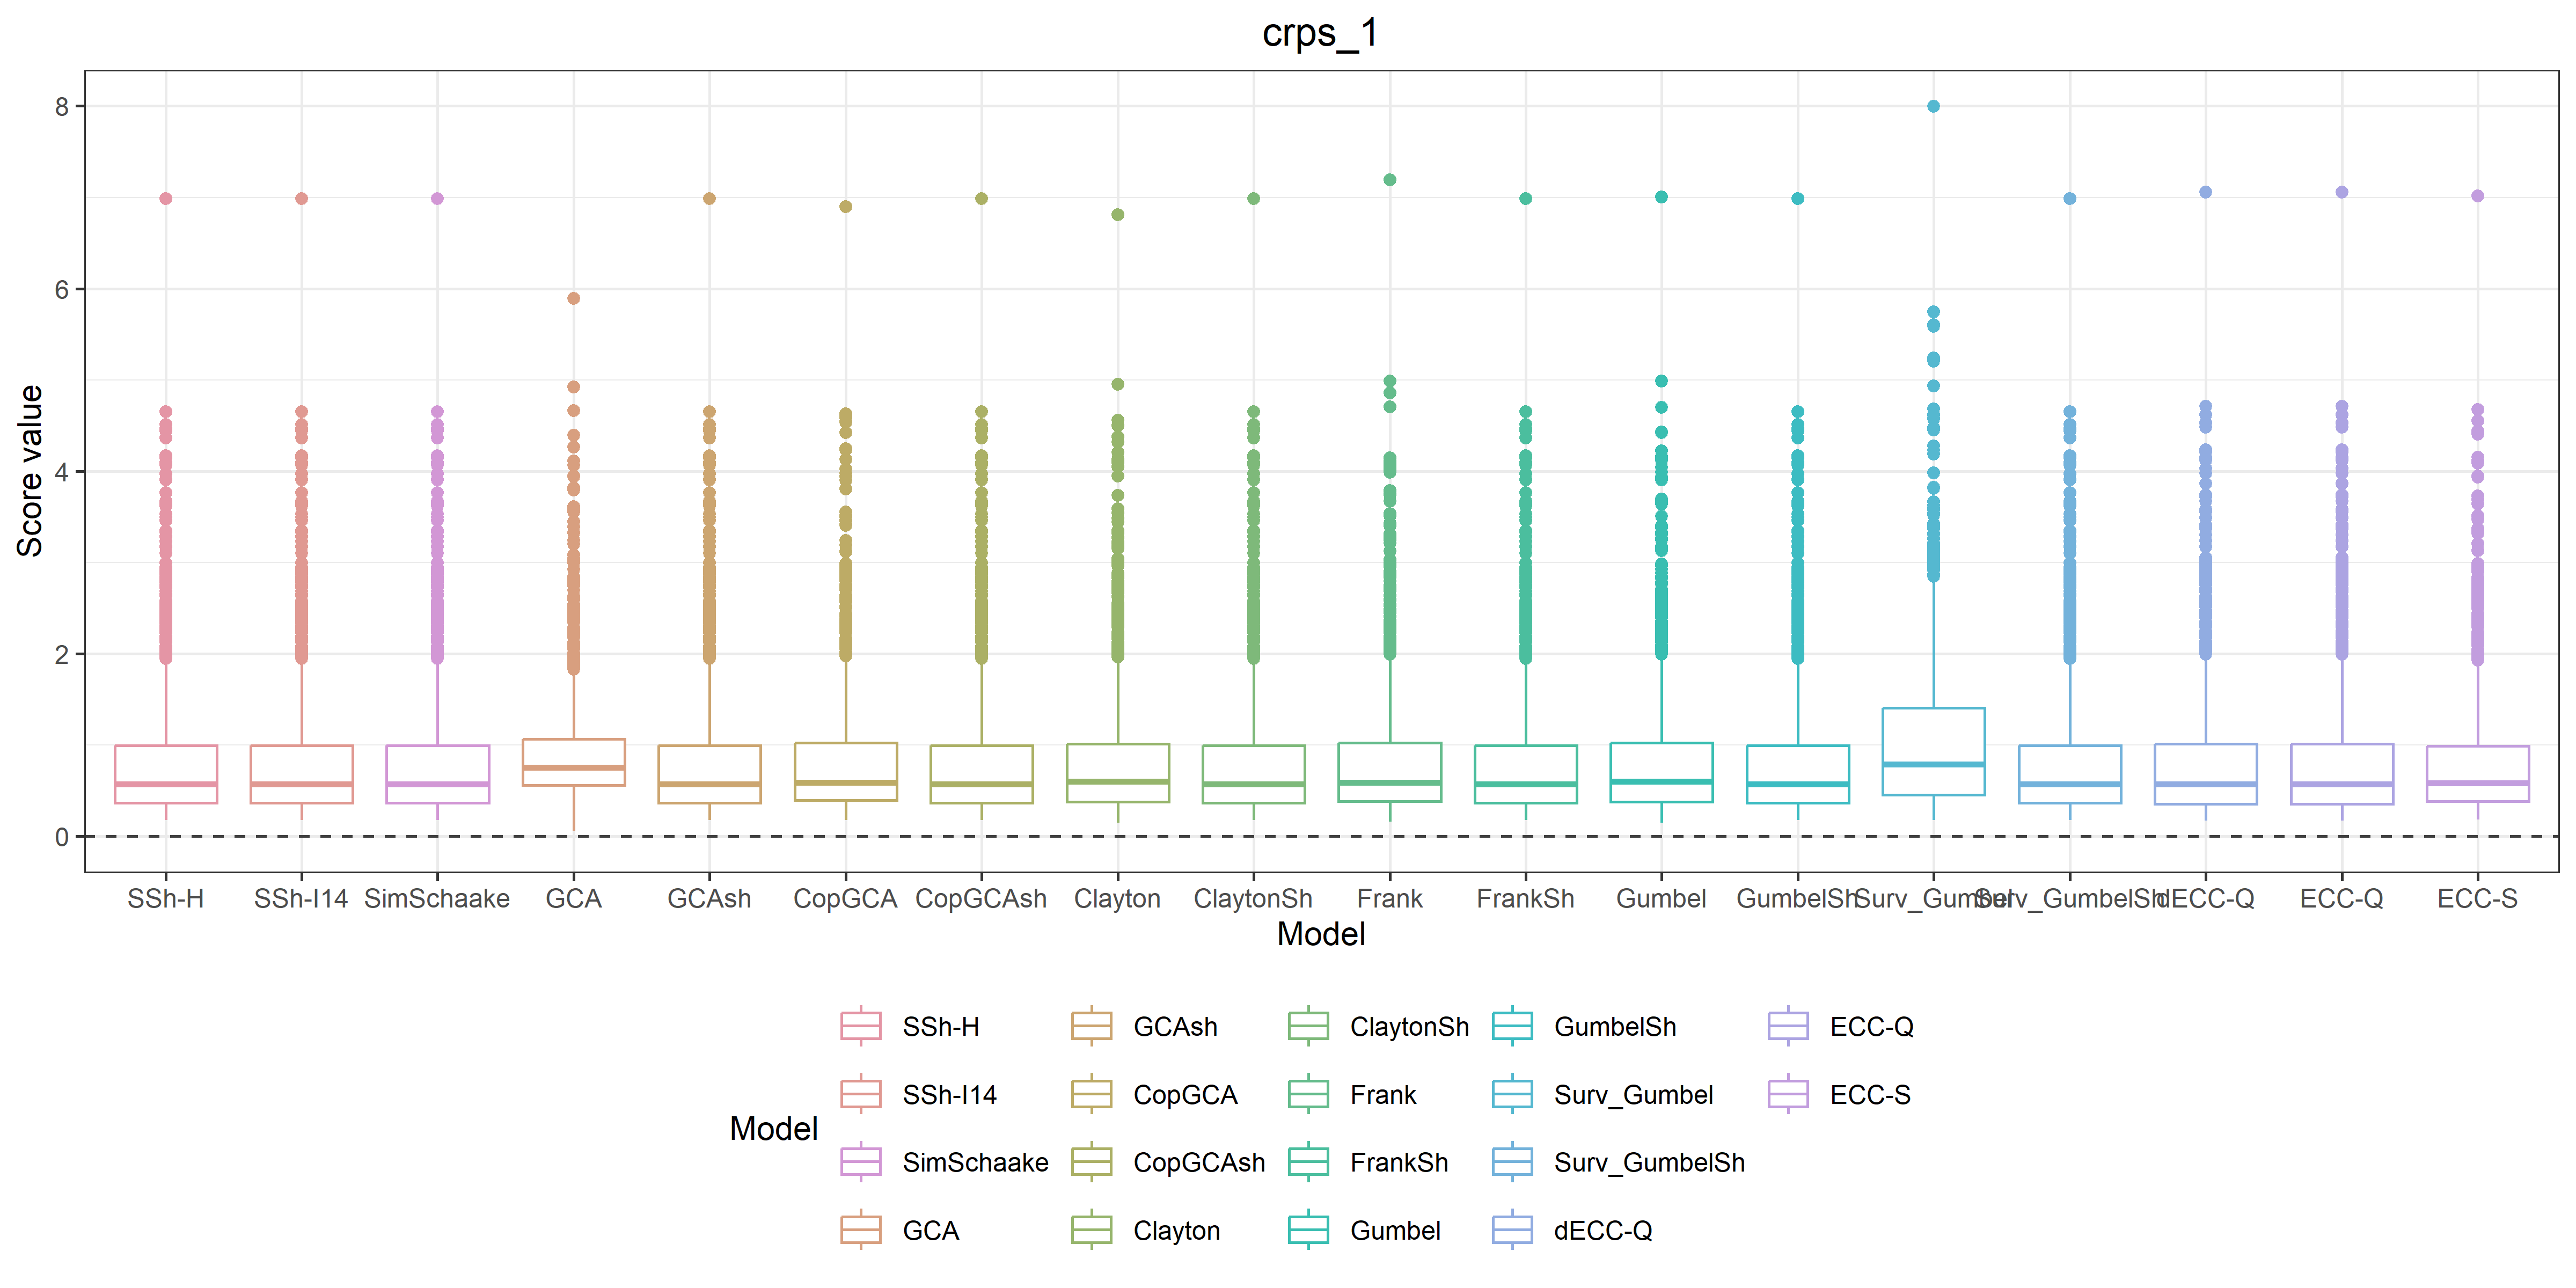 crps_1
Score value
8
6
4
2
0
SSh-H SSh-I14 SimSchaake GCA GCAsh CopGCA CopGCAsh Clayton ClaytonSh Frank FrankSh Gumbel GumbelSh Surv_Gumbel Surv_GumbelSh dECC-Q ECC-Q ECC-S
Model
Model
SSh-H GCAsh ClaytonSh GumbelSh ECC-Q
SSh-I14 CopGCA Frank Surv_Gumbel ECC-S
SimSchaake CopGCAsh FrankSh Surv_GumbelSh
GCA Clayton Gumbel dECC-Q